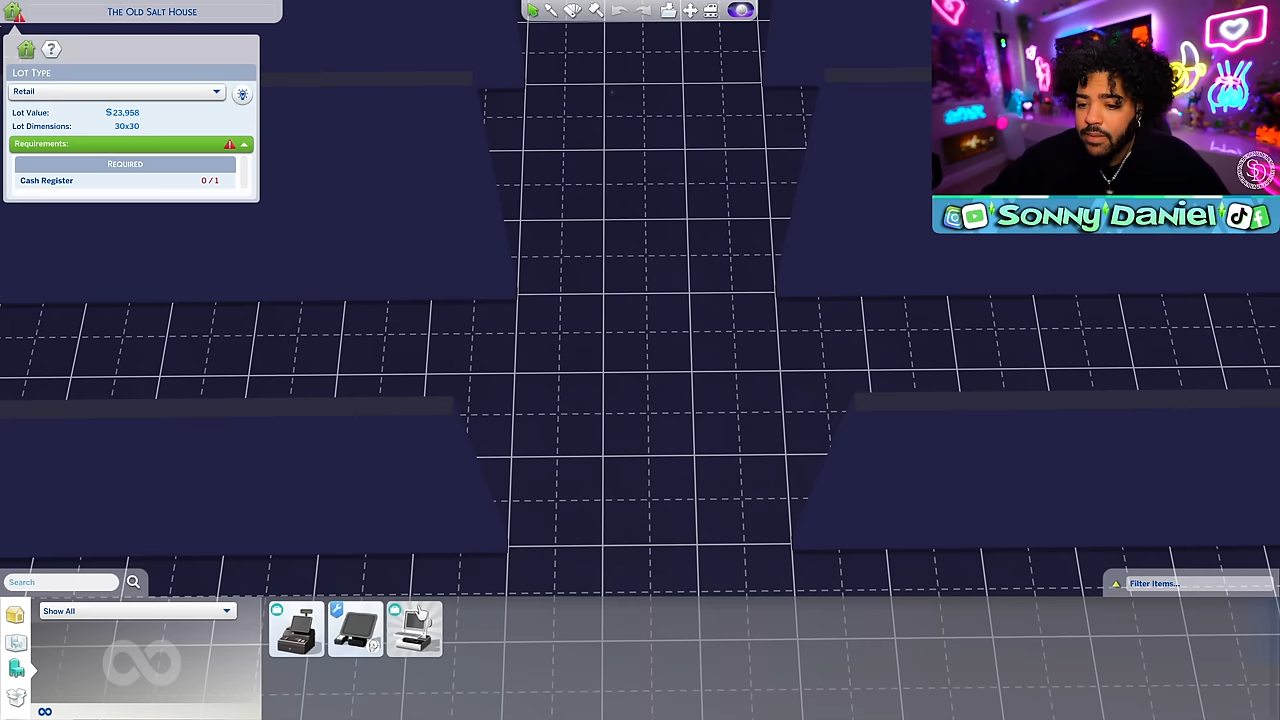 The Old Salt House
Lot Type
Retail
Lot Value: §23,958
Lot Dimensions: 30x30
Requirements:
Required
Cash Register 0 / 1
Sonny Daniel
SD
Search
Show All
Filter Items...